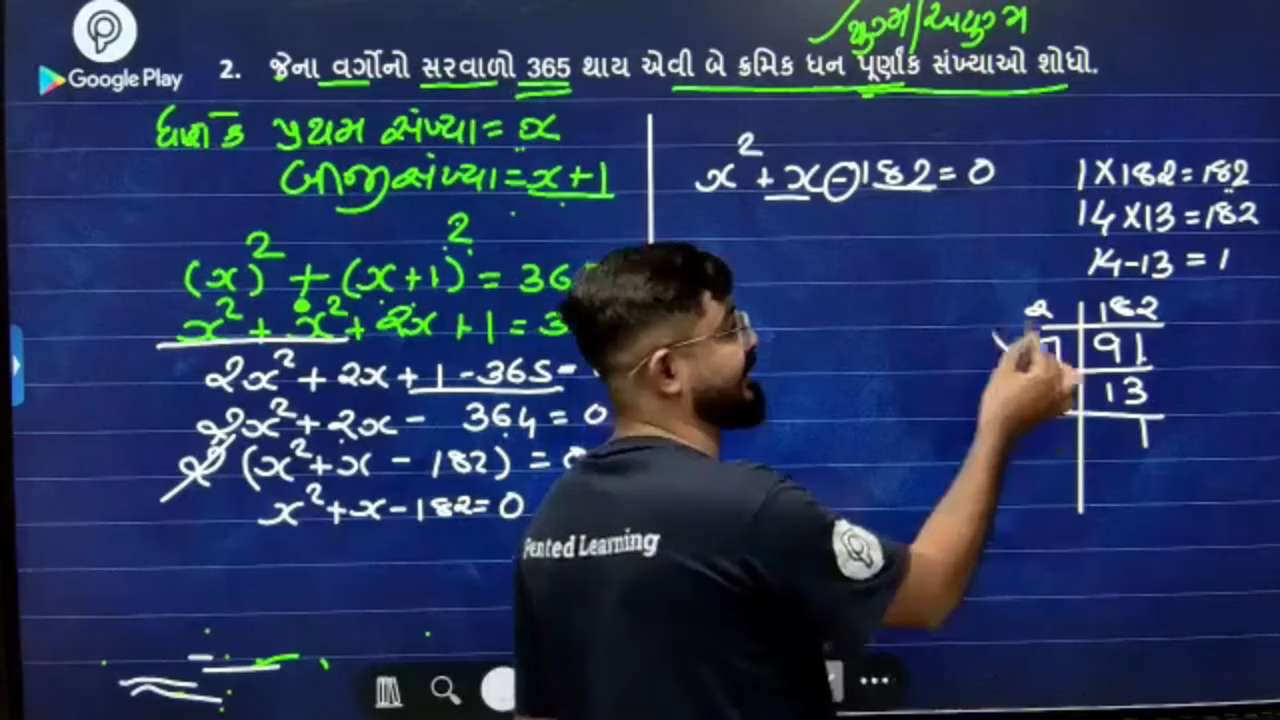 યુગ્મ/અયુગ્મ
Google Play
2. જેના વર્ગોનો સરવાળો 365 થાય એવી બે ક્રમિક ધન પૂર્ણાંક સંખ્યાઓ શોધો.
ધારો કે પ્રથમ સંખ્યા = x
બીજી સંખ્યા = x+1
(x)² + (x+1)² = 36
x² + x² + 2x + 1 = 3
2x² + 2x + 1 - 365 =
2x² + 2x - 364 = 0
2 (x² + x - 182) = 0
x² + x - 182 = 0
x² + x - 182 = 0
1 X 182 = 182
14 X 13 = 182
14 - 13 = 1
2 | 182
7 | 91
13
1
Pented Learning